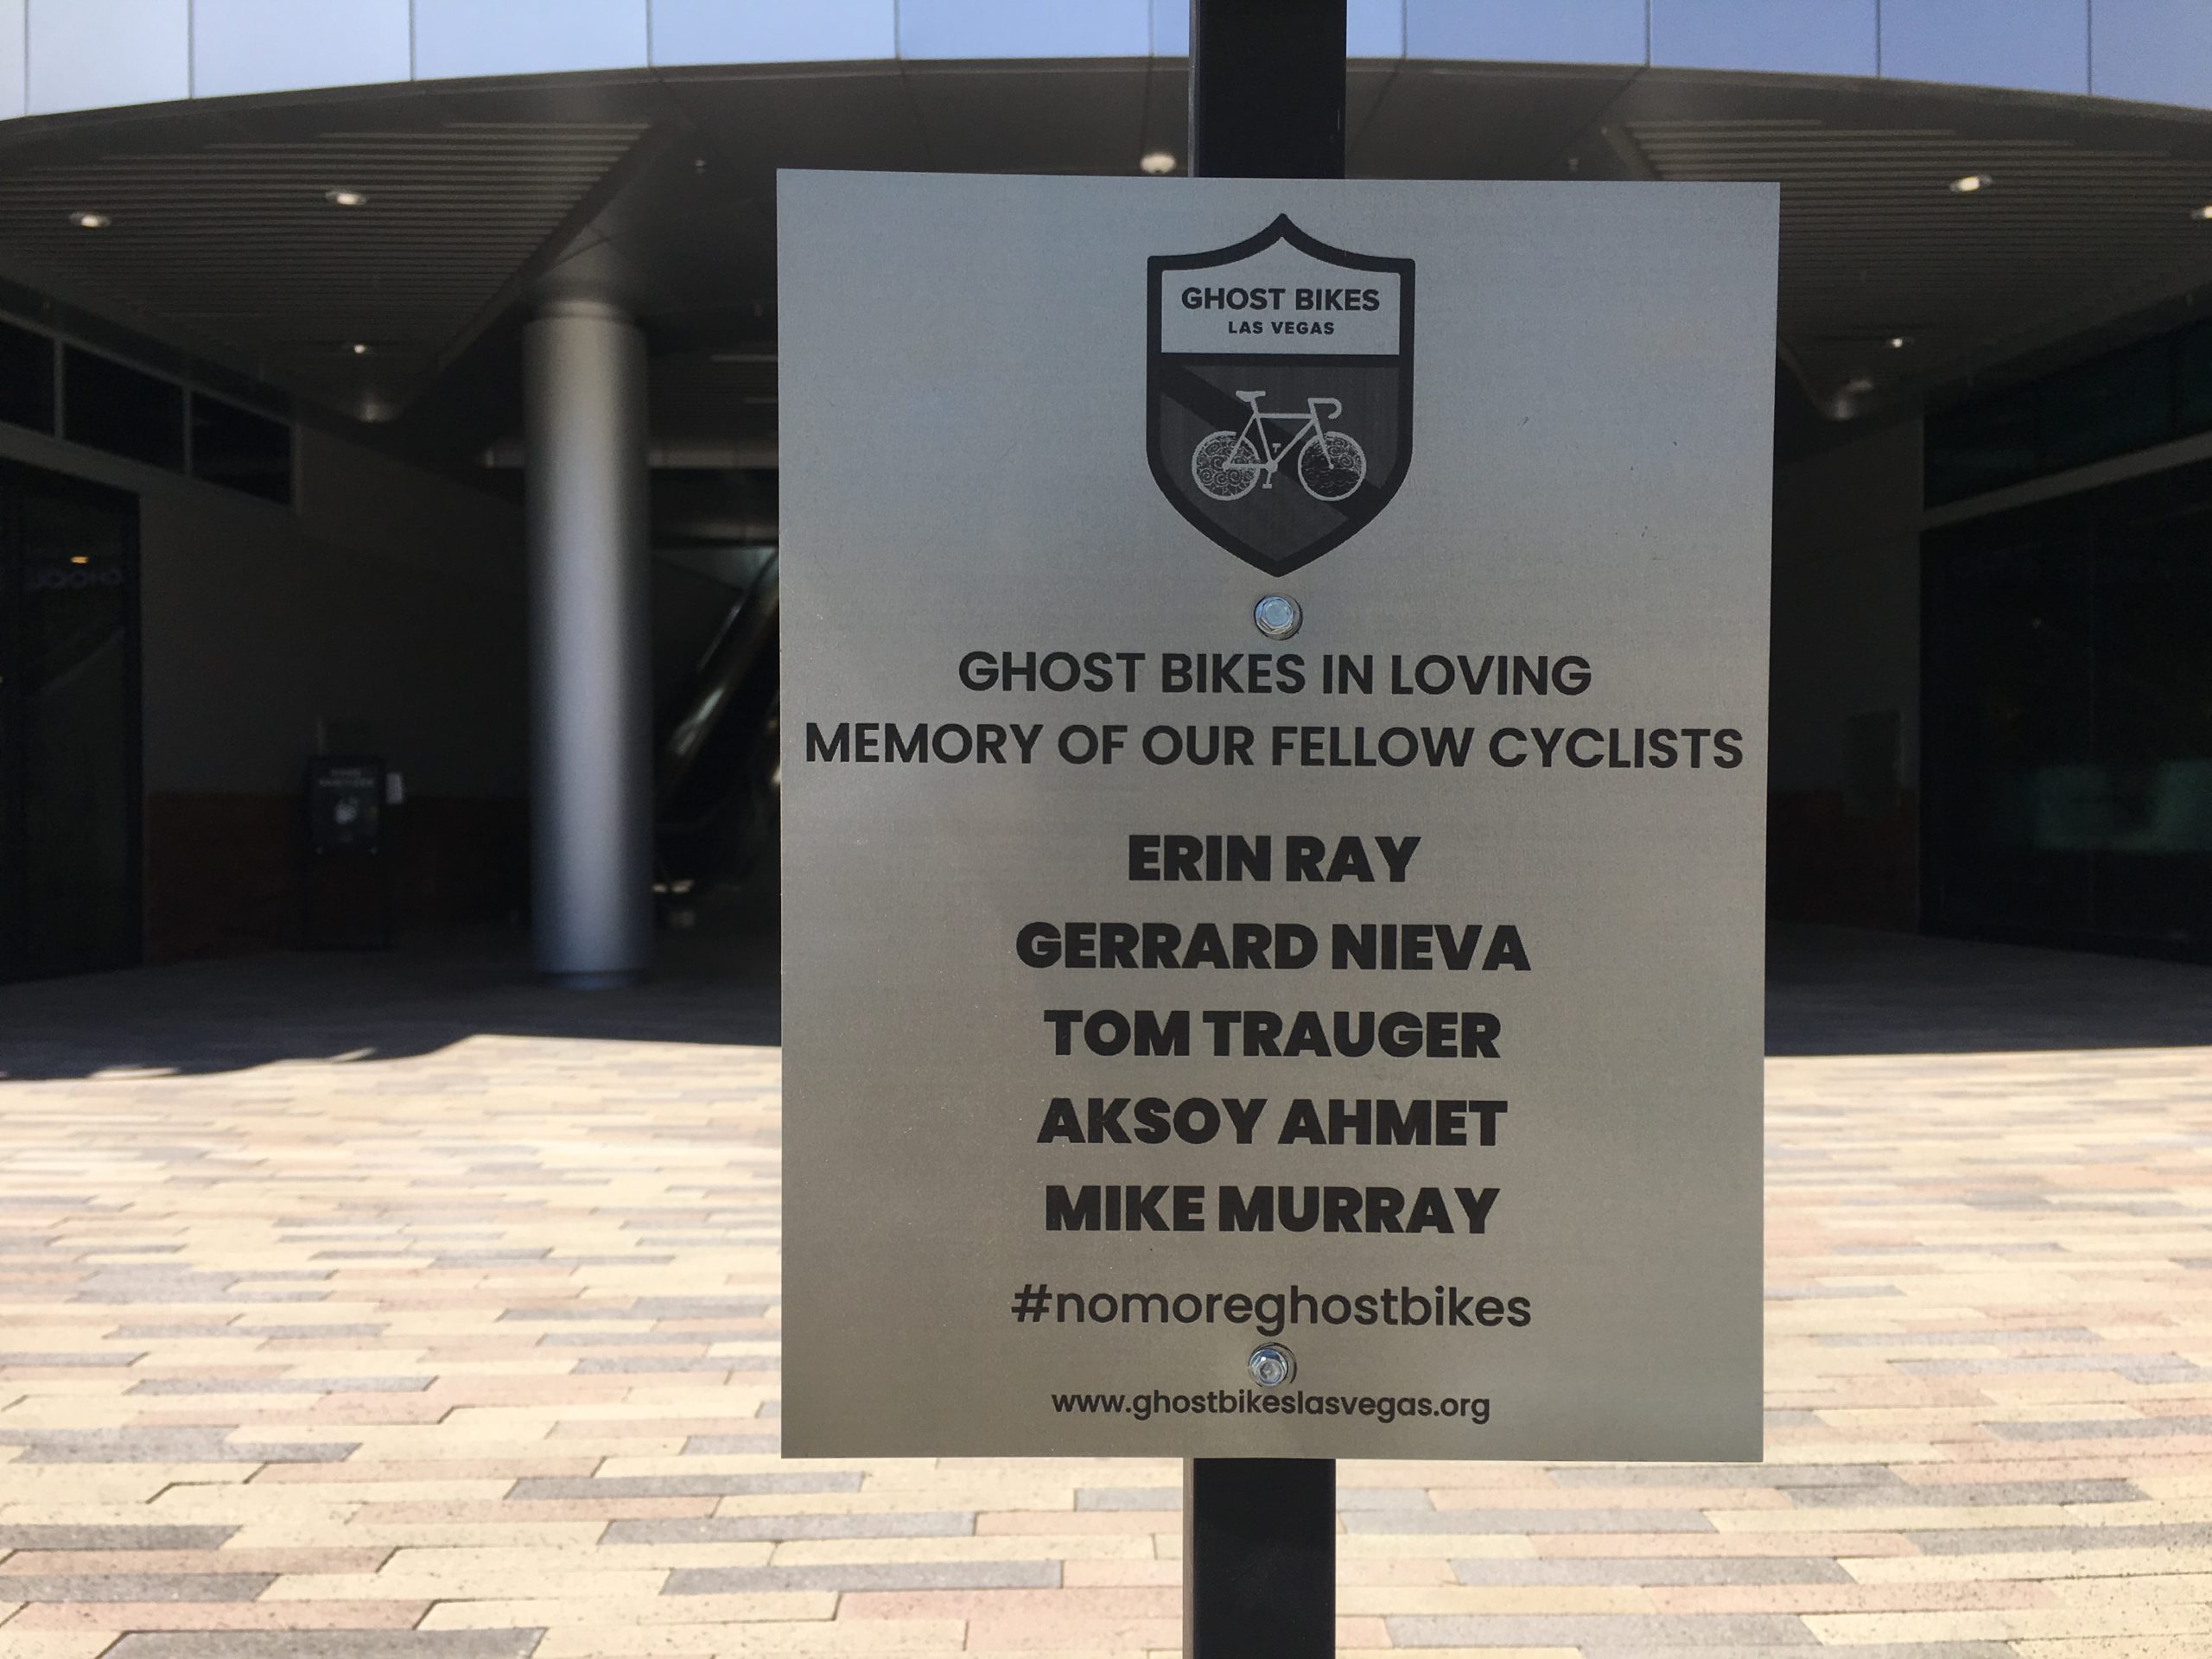 GHOST BIKES
LAS VEGAS
GHOST BIKES IN LOVING
MEMORY OF OUR FELLOW CYCLISTS
ERIN RAY
GERRARD NIEVA
TOM TRAUGER
AKSOY AHMET
MIKE MURRAY
#nomoreghostbikes
www.ghostbikeslasvegas.org